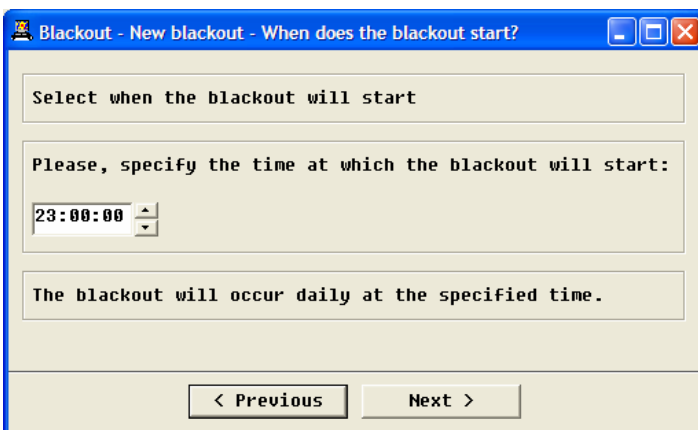 Blackout - New blackout - When does the blackout start?
Select when the blackout will start
Please, specify the time at which the blackout will start:
23:00:00
The blackout will occur daily at the specified time.
< Previous
Next >